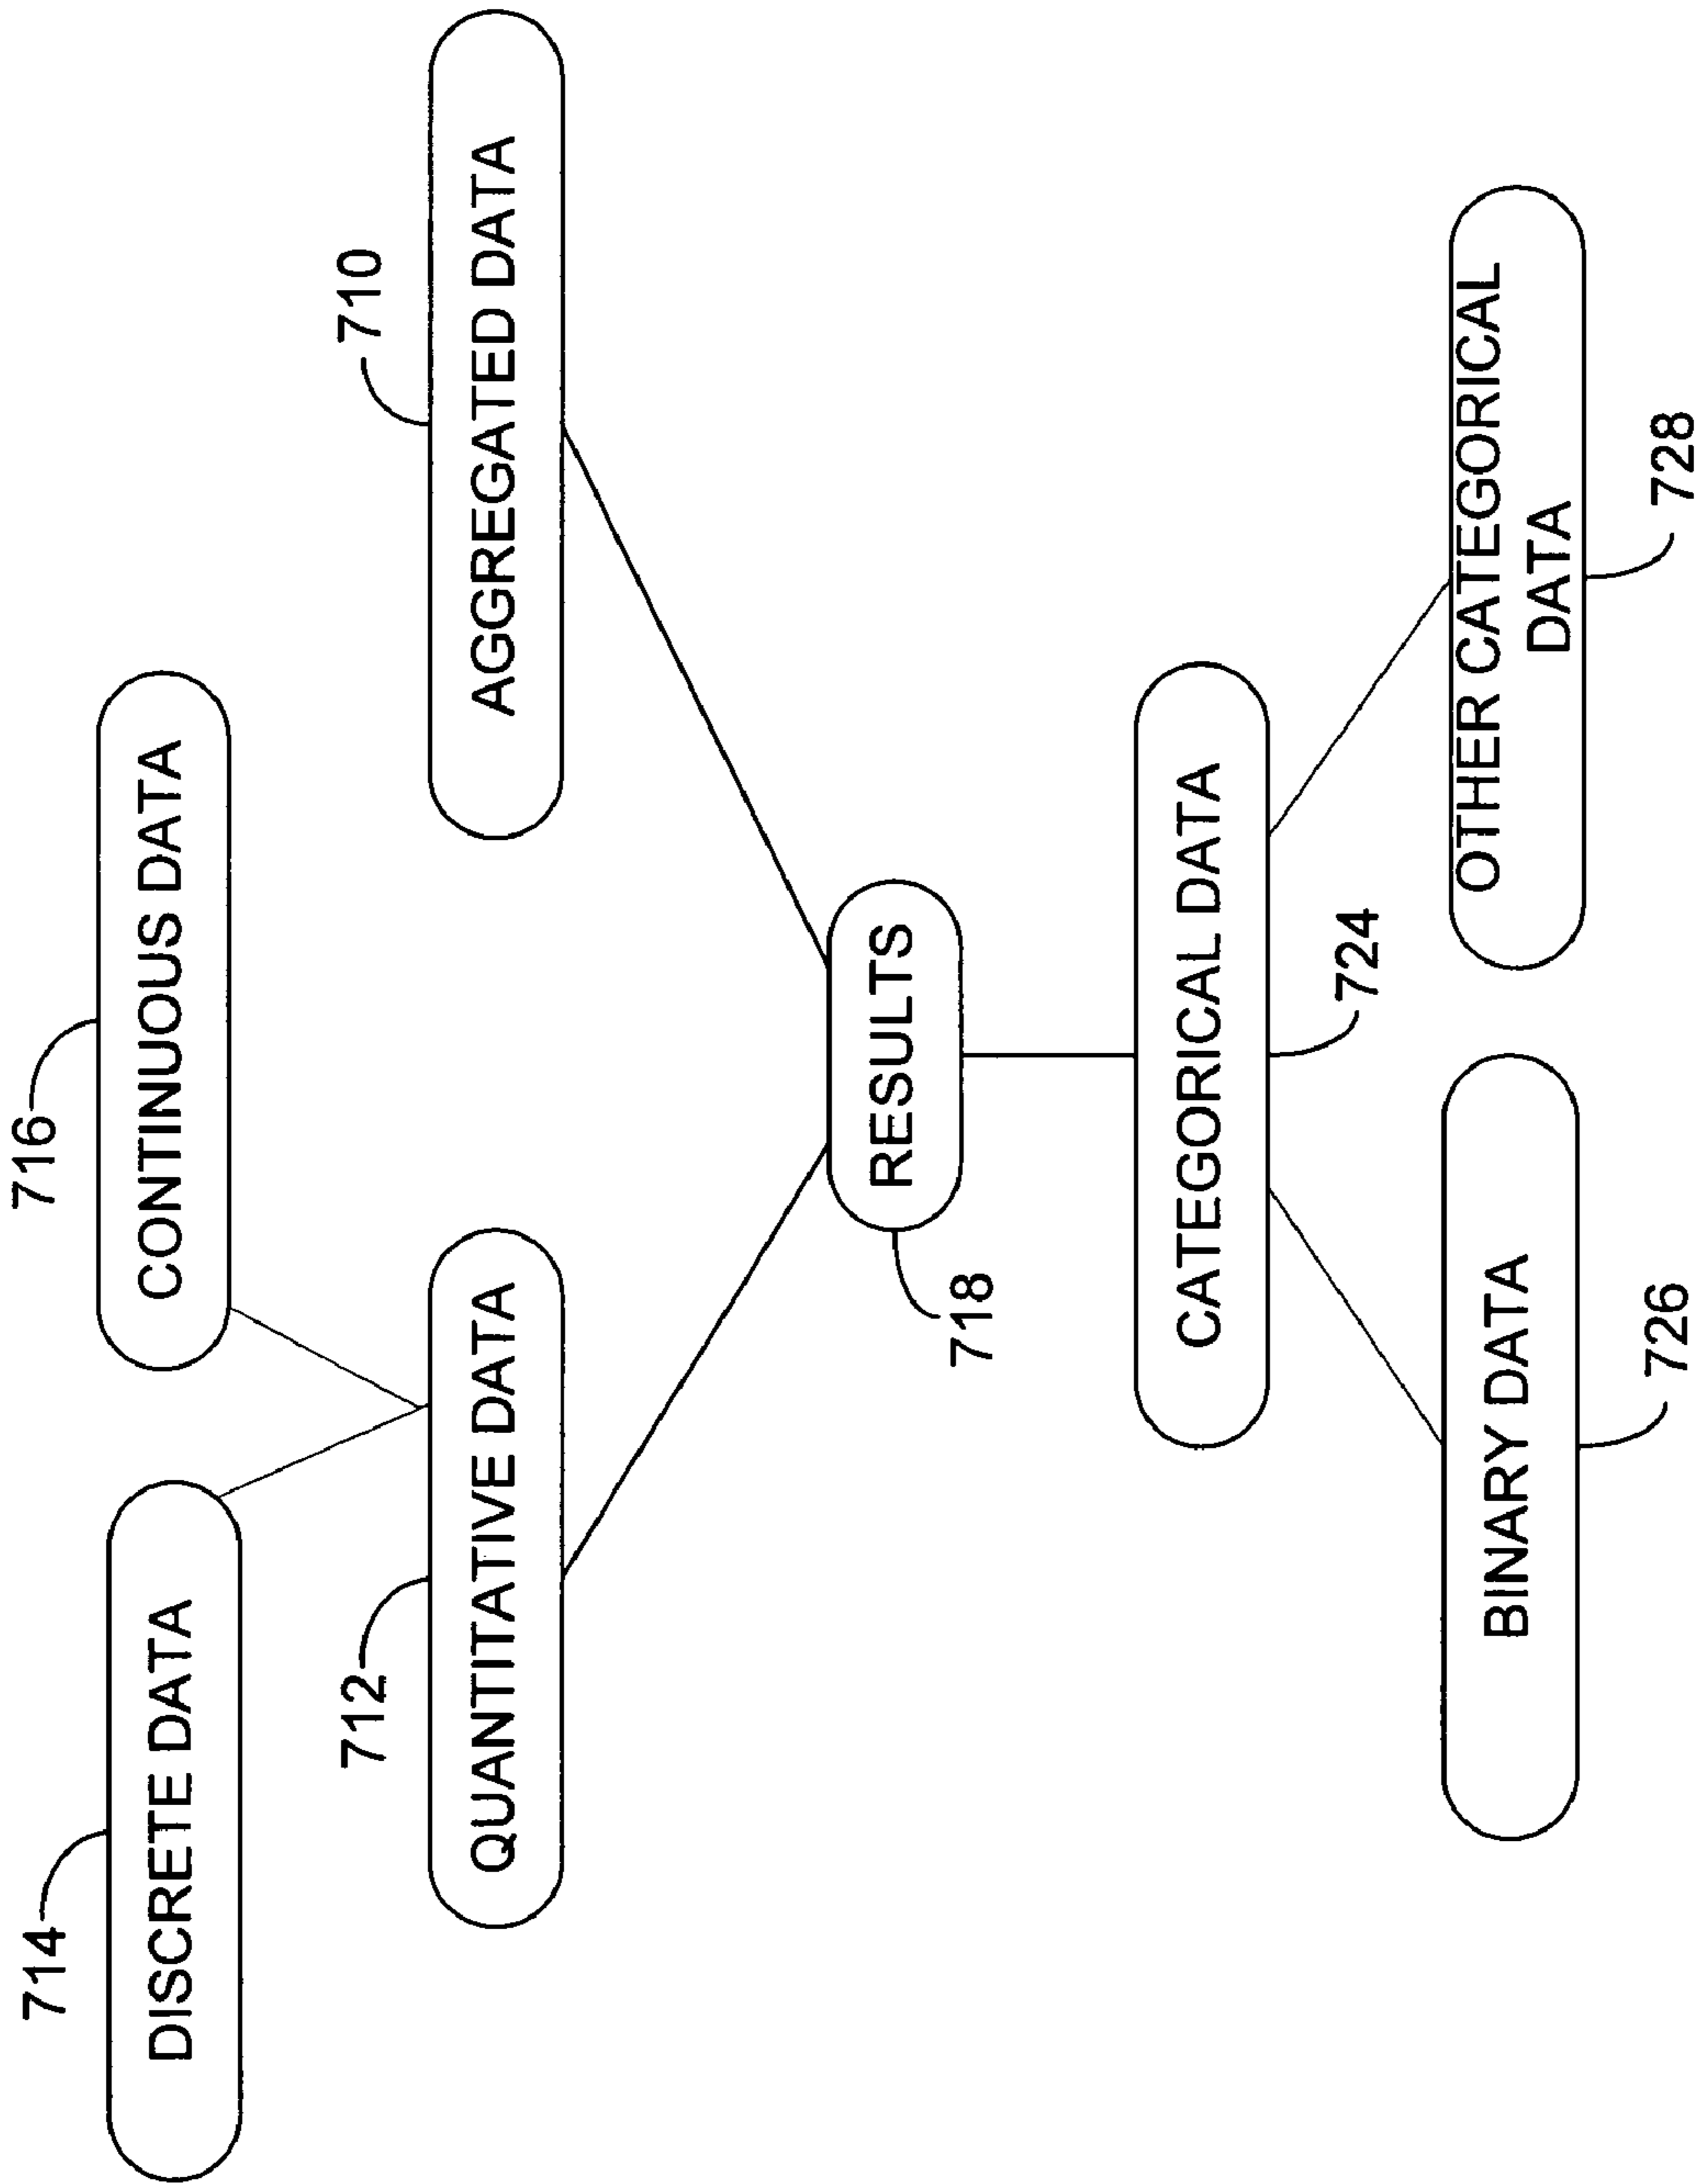 714
716
DISCRETE DATA
CONTINUOUS DATA
712
710
QUANTITATIVE DATA
AGGREGATED DATA
RESULTS
718
CATEGORICAL DATA
724
BINARY DATA
OTHER CATEGORICAL
DATA
726
728